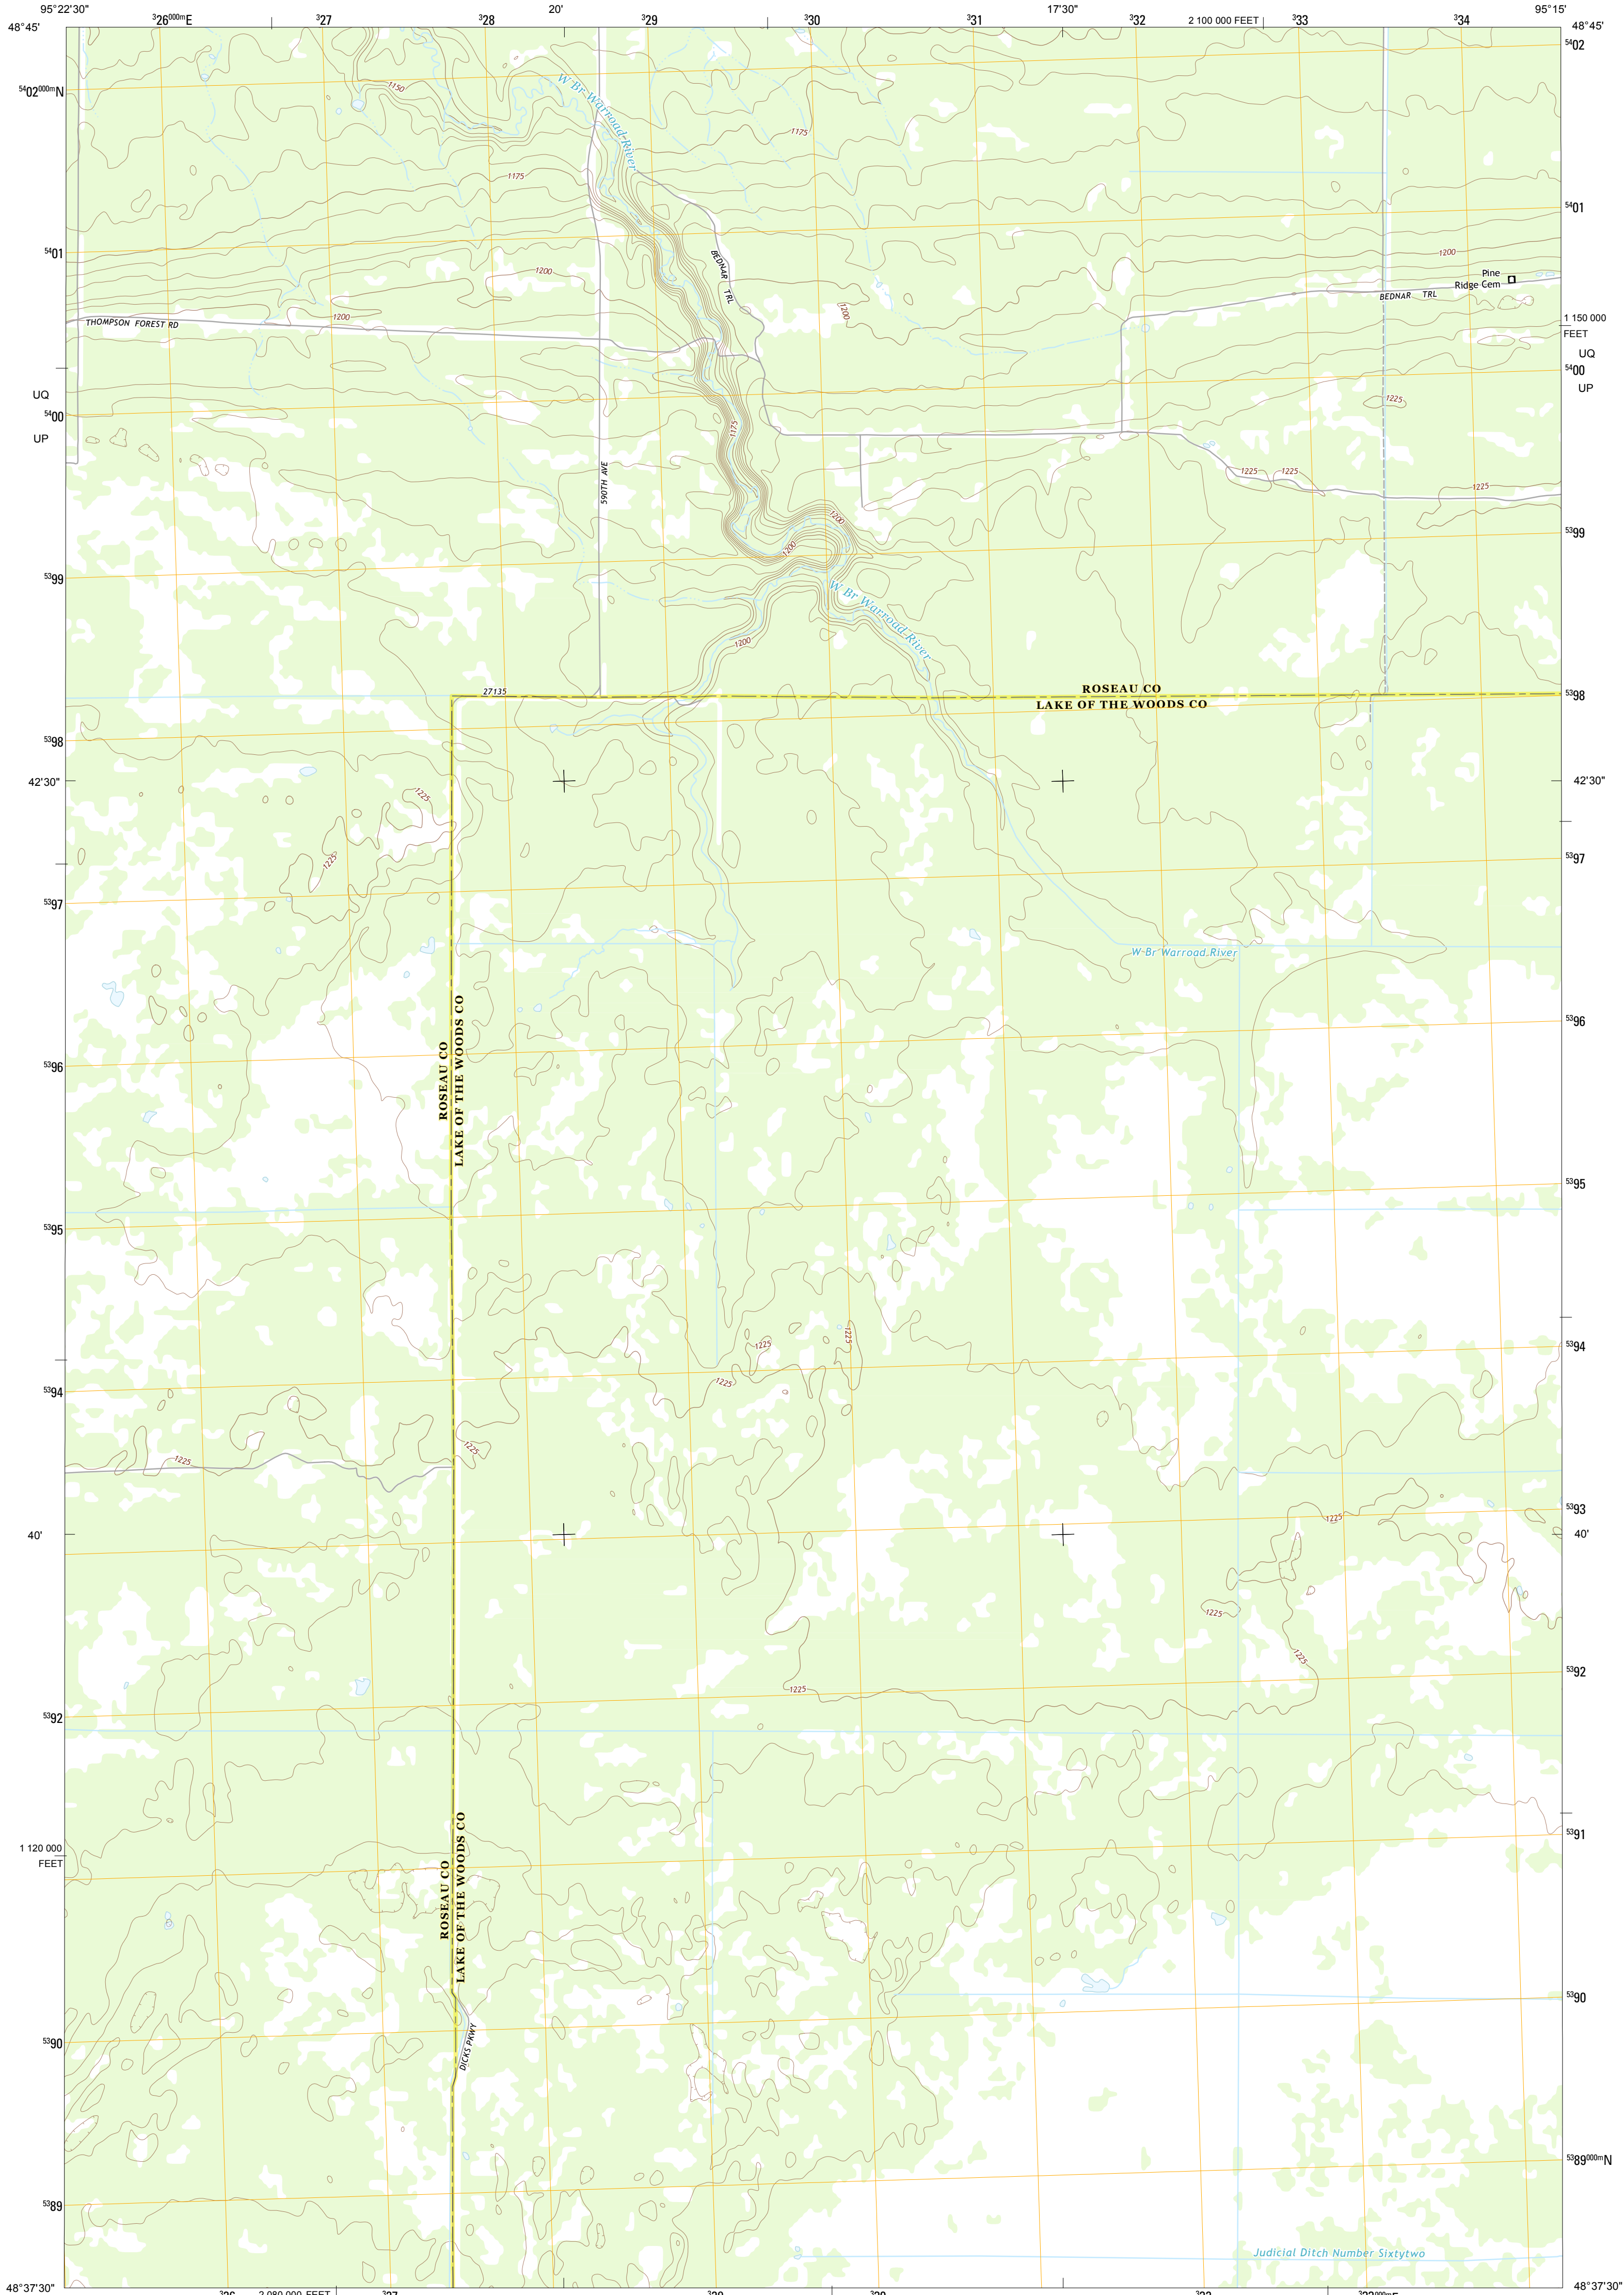 95°22'30" 20' 17'30" 95°15'
326000mE 327 328 329 330 331 332 2 100 000 FEET 333 334
48°45' 48°45'
5402
5402000mN
W Br Warroad River
1150
1175
1175
5401
5401
BEDNAR TRL
1200
1200
Pine
Ridge Cem
BEDNAR TRL
1200
1200
THOMPSON FOREST RD
1 150 000
FEET
UQ
5400
UP
UQ
5400
UP
1225
1175
590TH AVE
1225 1225
1225
1200
5399
1200
5399
W Br Warroad River
1200
27135
ROSEAU CO
LAKE OF THE WOODS CO
5398
5398
42'30" 42'30"
1225
1225
5397
5397
W Br Warroad River
ROSEAU CO
LAKE OF THE WOODS CO
5396
5396
5395
5395
1225
1225
5394
1225
5394
1225
1225
5393
1225
40' 40'
1225
1225
5392
1225
5392
5391
1 120 000
FEET
ROSEAU CO
LAKE OF THE WOODS CO
5390
DICKS PKWY
5390
5389000mN
5389
Judicial Ditch Number Sixtytwo
48°37'30" 48°37'30"